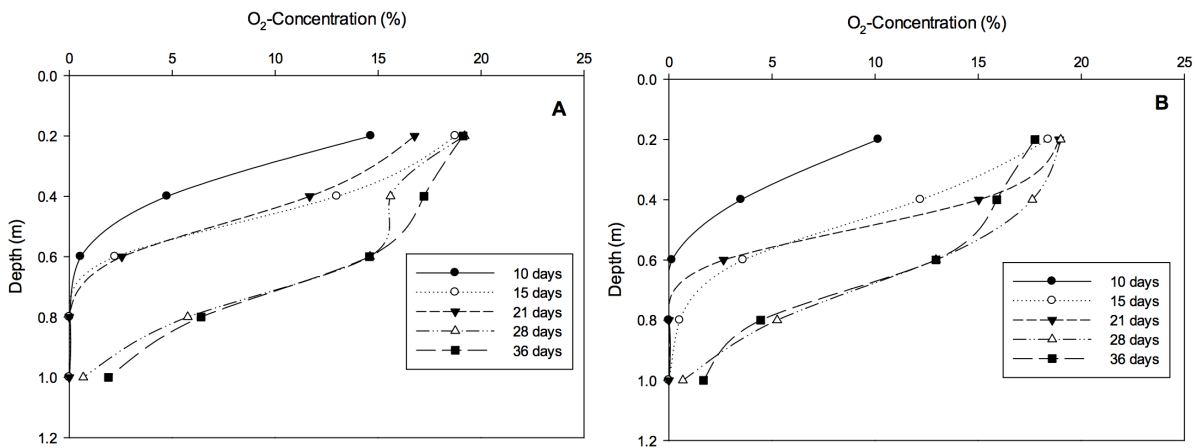 O2-Concentration (%)
0 5 10 15 20 25
0.0
0.2
0.4
0.6
0.8
1.0
1.2
Depth (m)
A
10 days
15 days
21 days
28 days
36 days
O2-Concentration (%)
0 5 10 15 20 25
0.0
0.2
0.4
0.6
0.8
1.0
1.2
Depth (m)
B
10 days
15 days
21 days
28 days
36 days